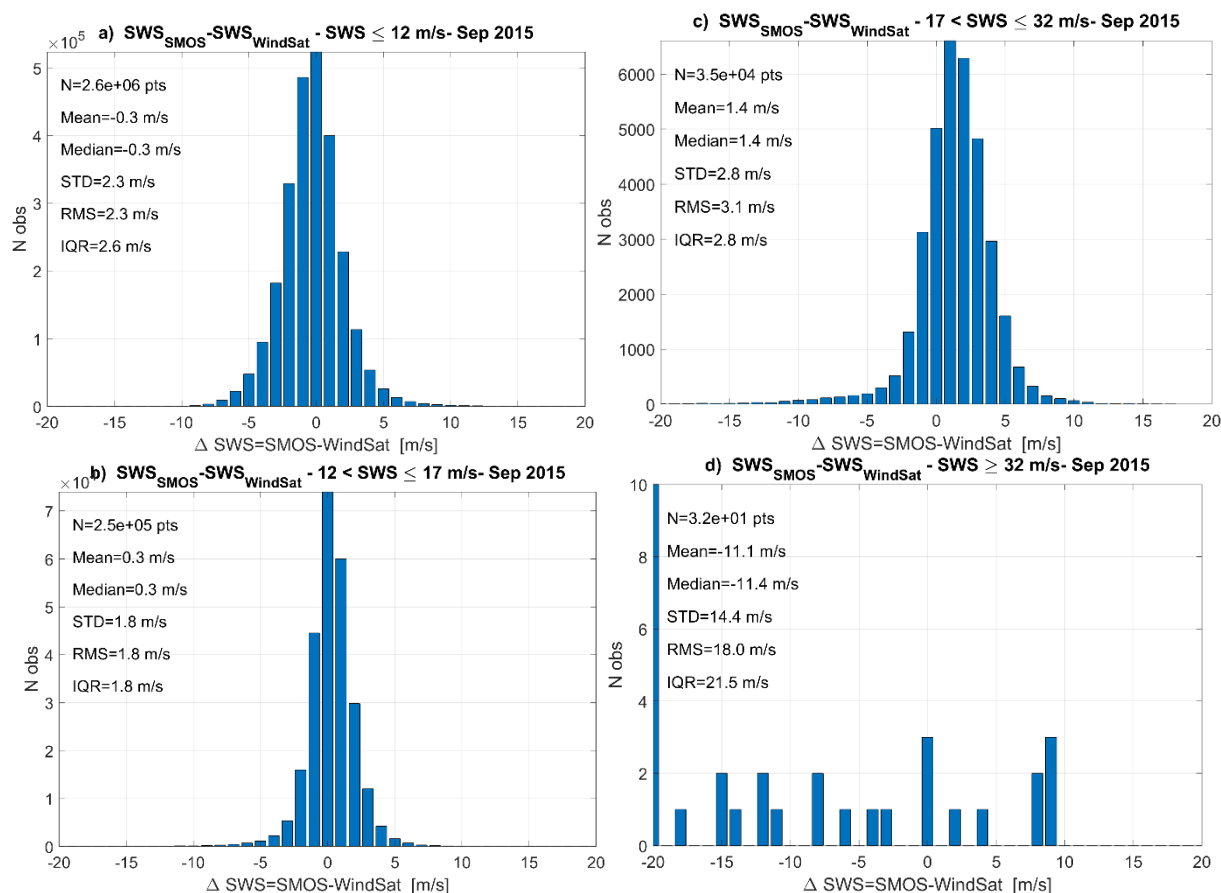 a) SWS_SMOS-SWS_WindSat - SWS ≤ 12 m/s- Sep 2015
×10^5
N=2.6e+06 pts
Mean=-0.3 m/s
Median=-0.3 m/s
STD=2.3 m/s
RMS=2.3 m/s
IQR=2.6 m/s
N obs
5
4
3
2
1
0
-20 -15 -10 -5 0 5 10 15 20
Δ SWS=SMOS-WindSat [m/s]
c) SWS_SMOS-SWS_WindSat - 17 < SWS ≤ 32 m/s- Sep 2015
N=3.5e+04 pts
Mean=1.4 m/s
Median=1.4 m/s
STD=2.8 m/s
RMS=3.1 m/s
IQR=2.8 m/s
N obs
6000
5000
4000
3000
2000
1000
0
-20 -15 -10 -5 0 5 10 15 20
Δ SWS=SMOS-WindSat [m/s]
b) SWS_SMOS-SWS_WindSat - 12 < SWS ≤ 17 m/s- Sep 2015
×10
N=2.5e+05 pts
Mean=0.3 m/s
Median=0.3 m/s
STD=1.8 m/s
RMS=1.8 m/s
IQR=1.8 m/s
N obs
7
6
5
4
3
2
1
0
-20 -15 -10 -5 0 5 10 15 20
Δ SWS=SMOS-WindSat [m/s]
d) SWS_SMOS-SWS_WindSat - SWS ≥ 32 m/s- Sep 2015
N=3.2e+01 pts
Mean=-11.1 m/s
Median=-11.4 m/s
STD=14.4 m/s
RMS=18.0 m/s
IQR=21.5 m/s
N obs
10
8
6
4
2
0
-20 -15 -10 -5 0 5 10 15 20
Δ SWS=SMOS-WindSat [m/s]